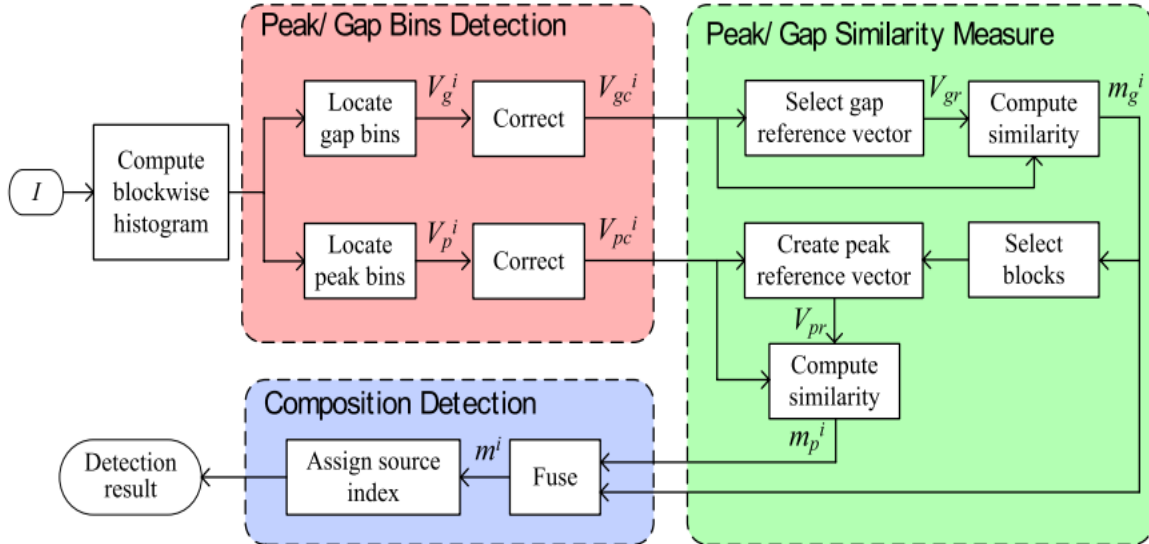 Peak/ Gap Bins Detection
Peak/ Gap Similarity Measure
I
Compute
blockwise
histogram
Locate
gap bins
V_g^i
Correct
V_gc^i
Select gap
reference vector
V_gr
Compute
similarity
m_g^i
Locate
peak bins
V_p^i
Correct
V_pc^i
Create peak
reference vector
Select
blocks
V_pr
Compute
similarity
m_p^i
Composition Detection
Detection
result
Assign source
index
m^i
Fuse